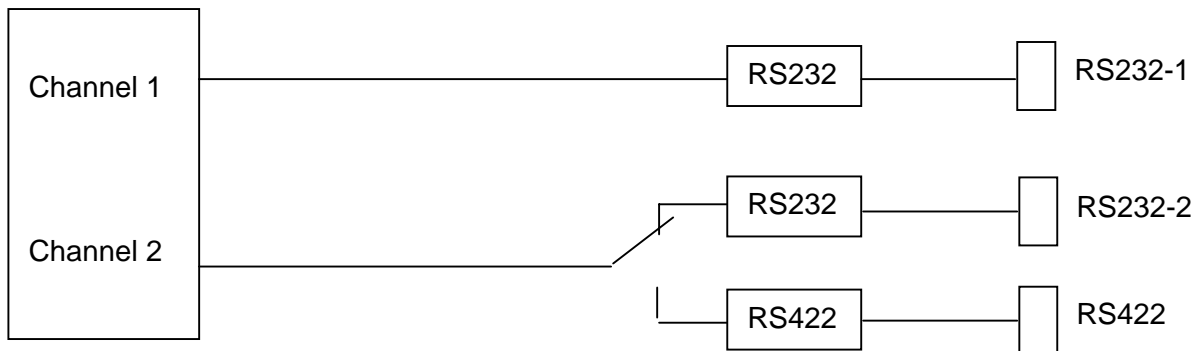 Channel 1
RS232
RS232-1
Channel 2
RS232
RS232-2
RS422
RS422